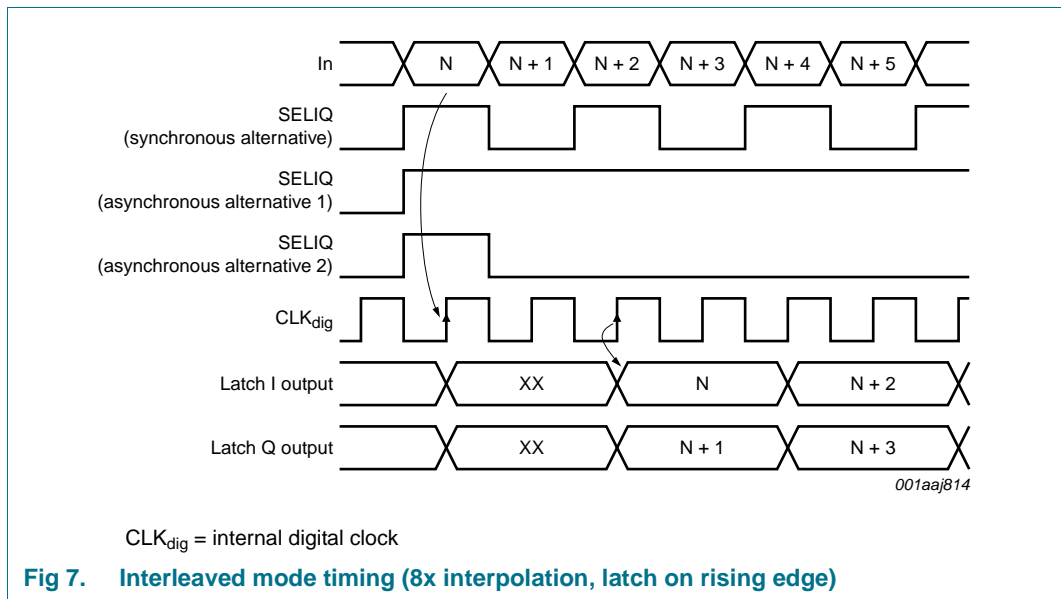 In
N N + 1 N + 2 N + 3 N + 4 N + 5
SELIQ
(synchronous alternative)
SELIQ
(asynchronous alternative 1)
SELIQ
(asynchronous alternative 2)
CLKdig
Latch I output XX N N + 2
Latch Q output XX N + 1 N + 3
001aaj814
CLKdig = internal digital clock
Fig 7. Interleaved mode timing (8x interpolation, latch on rising edge)